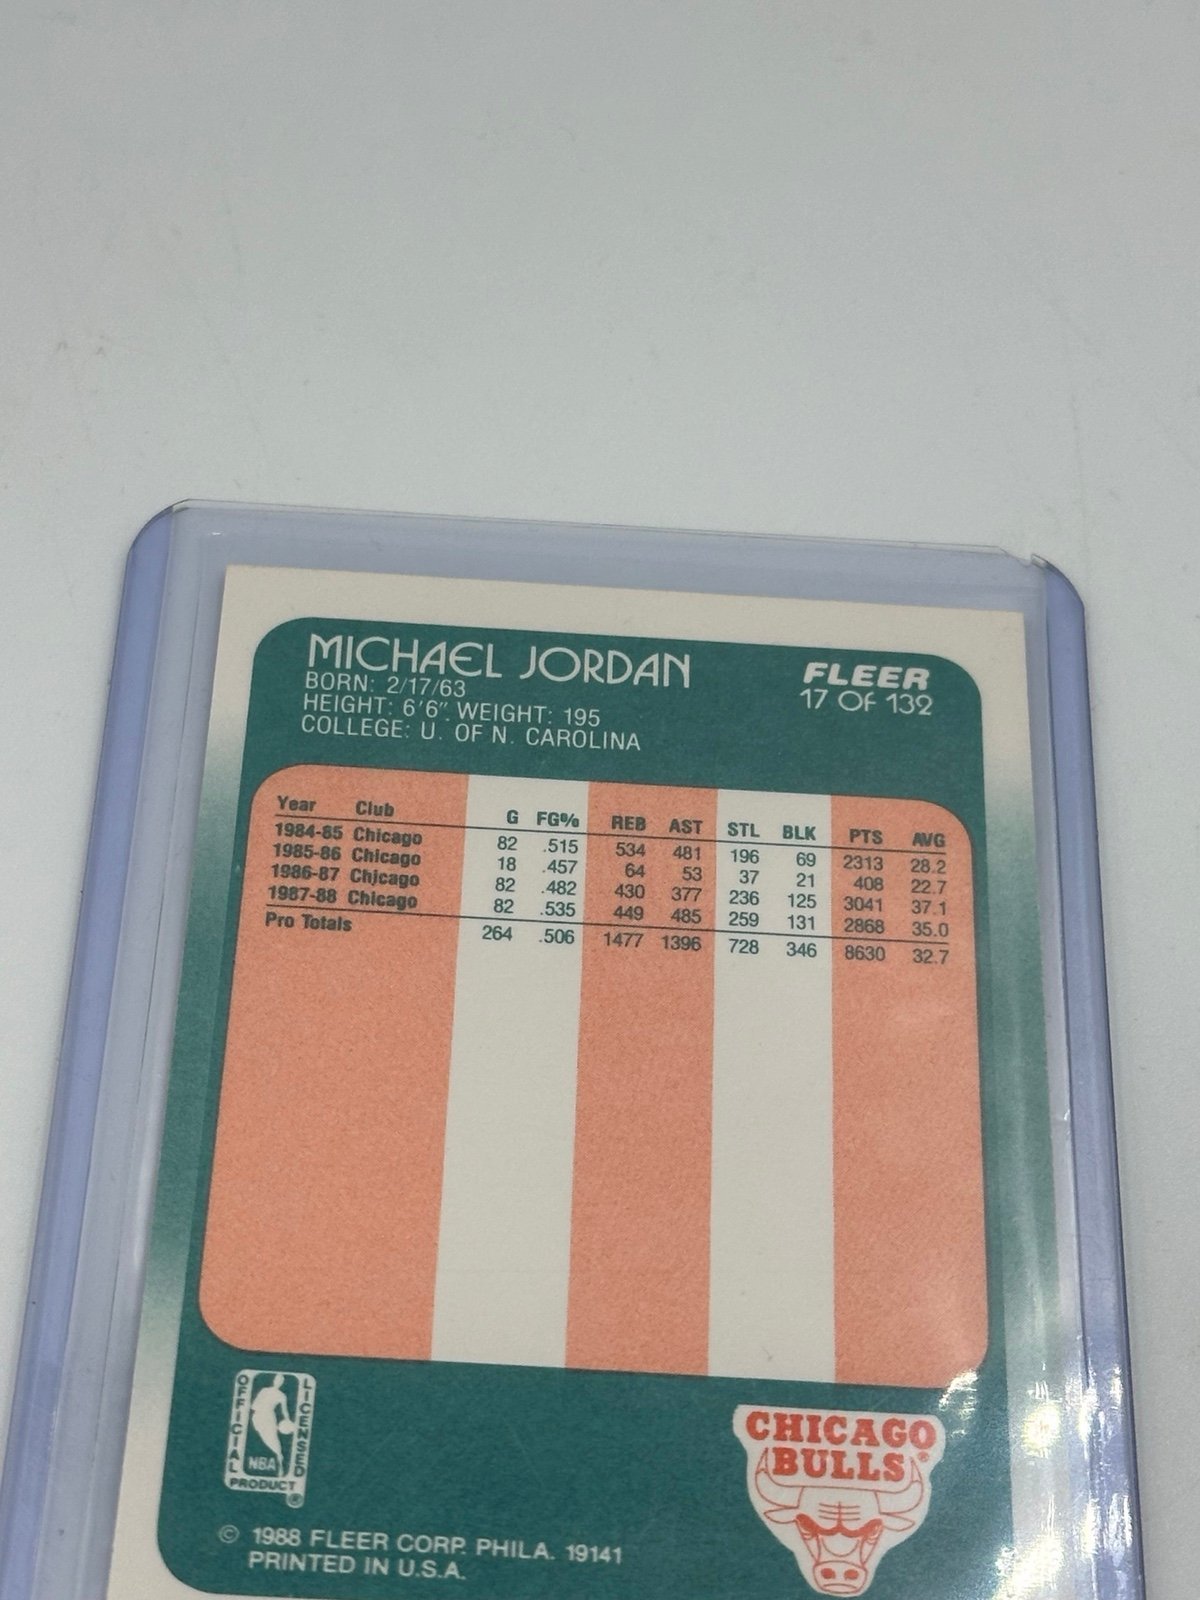 MICHAEL JORDAN
BORN: 2/17/63
HEIGHT: 6'6" WEIGHT: 195
COLLEGE: U. OF N. CAROLINA
FLEER
17 OF 132
Year Club G FG% REB AST STL BLK PTS AVG
1984-85 Chicago 82 .515 534 481 196 69 2313 28.2
1985-86 Chicago 18 .457 64 53 37 21 408 22.7
1986-87 Chicago 82 .482 430 377 236 125 3041 37.1
1987-88 Chicago 82 .535 449 485 259 131 2868 35.0
Pro Totals 264 .506 1477 1396 728 346 8630 32.7
OFFICIAL
LICENSED
NBA
PRODUCT
®
CHICAGO
BULLS®
© 1988 FLEER CORP. PHILA. 19141
PRINTED IN U.S.A.